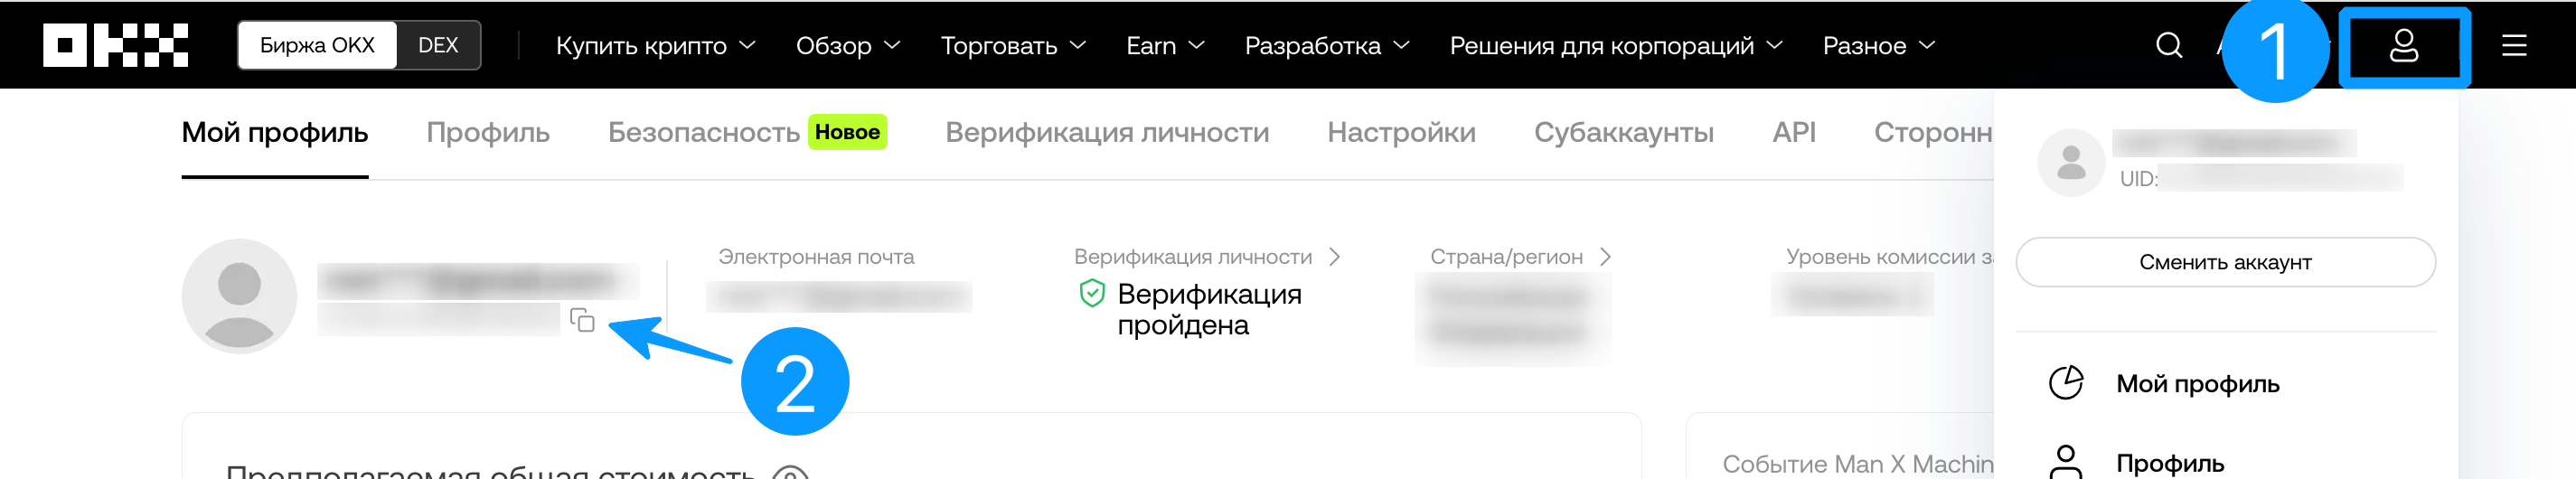 OKX Биржа OKX DEX Купить крипто Обзор Торговать Earn Разработка Решения для корпораций Разное 1
Мой профиль Профиль Безопасность Новое Верификация личности Настройки Субаккаунты API Сторонн
UID:
Электронная почта Верификация личности Страна/регион Уровень комиссии за
Сменить аккаунт
Верификация
пройдена
2
Мой профиль
Предполагаемая общая стоимость
Событие Man X Machin
Профиль